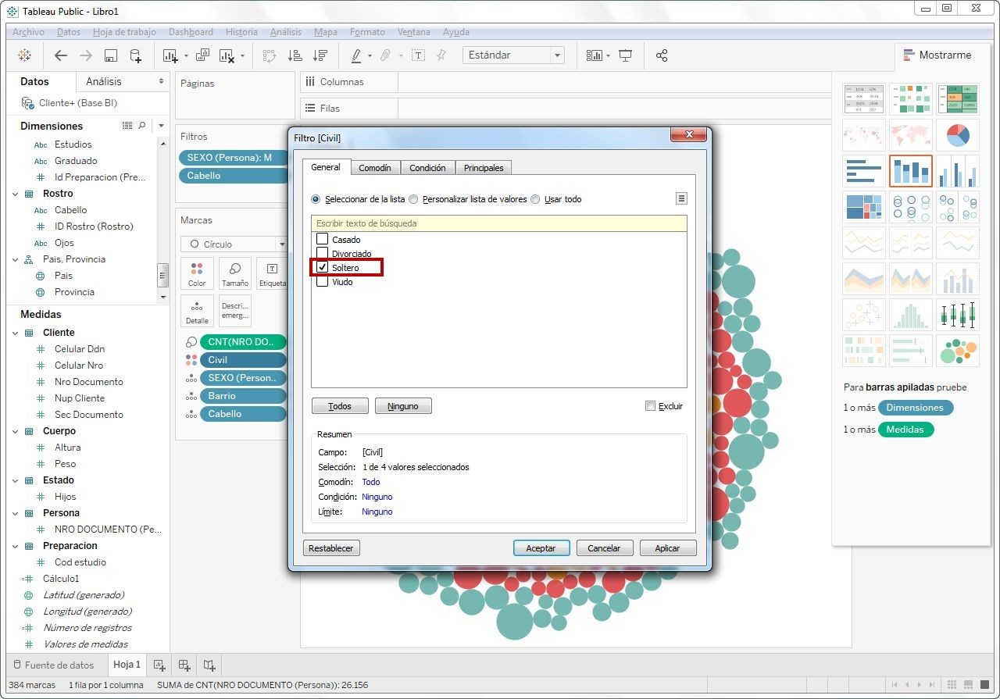 Tableau Public - Libro1
Archivo Datos Hoja de trabajo Dashboard Historia Análisis Mapa Formato Ventana Ayuda
Estándar
Mostrarme
Datos Análisis
Cliente+ (Base BI)
Dimensiones
Abc Estudios
Abc Graduado
Id Preparacion (Pre...
Rostro
Abc Cabello
ID Rostro (Rostro)
Abc Ojos
Pais, Provincia
Pais
Provincia
Medidas
Cliente
Celular Ddn
Celular Nro
Nro Documento
Nup Cliente
Sec Documento
Cuerpo
Altura
Peso
Estado
Hijos
Persona
NRO DOCUMENTO (Pe...
Preparacion
Cod estudio
Cálculo1
Latitud (generado)
Longitud (generado)
Número de registros
Valores de medidas
Páginas
Columnas
Filas
Filtros
SEXO (Persona): M
Cabello
Marcas
Círculo
Color Tamaño Etiqueta
Detalle
Descri...
emerg...
CNT(NRO DO..
Civil
SEXO (Person..
Barrio
Cabello
Filtro [Civil]
General Comodín Condición Principales
Seleccionar de la lista Personalizar lista de valores Usar todo
Escribir texto de búsqueda
Casado
Divorciado
Soltero
Viudo
Todos Ninguno Excluir
Resumen
Campo: [Civil]
Selección: 1 de 4 valores seleccionados
Comodín: Todo
Condición: Ninguno
Límite: Ninguno
Restablecer Aceptar Cancelar Aplicar
Para barras apiladas pruebe
1 o más Dimensiones
1 o más Medidas
Fuente de datos Hoja 1
384 marcas 1 fila por 1 columna SUMA de CNT(NRO DOCUMENTO (Persona)): 26.156